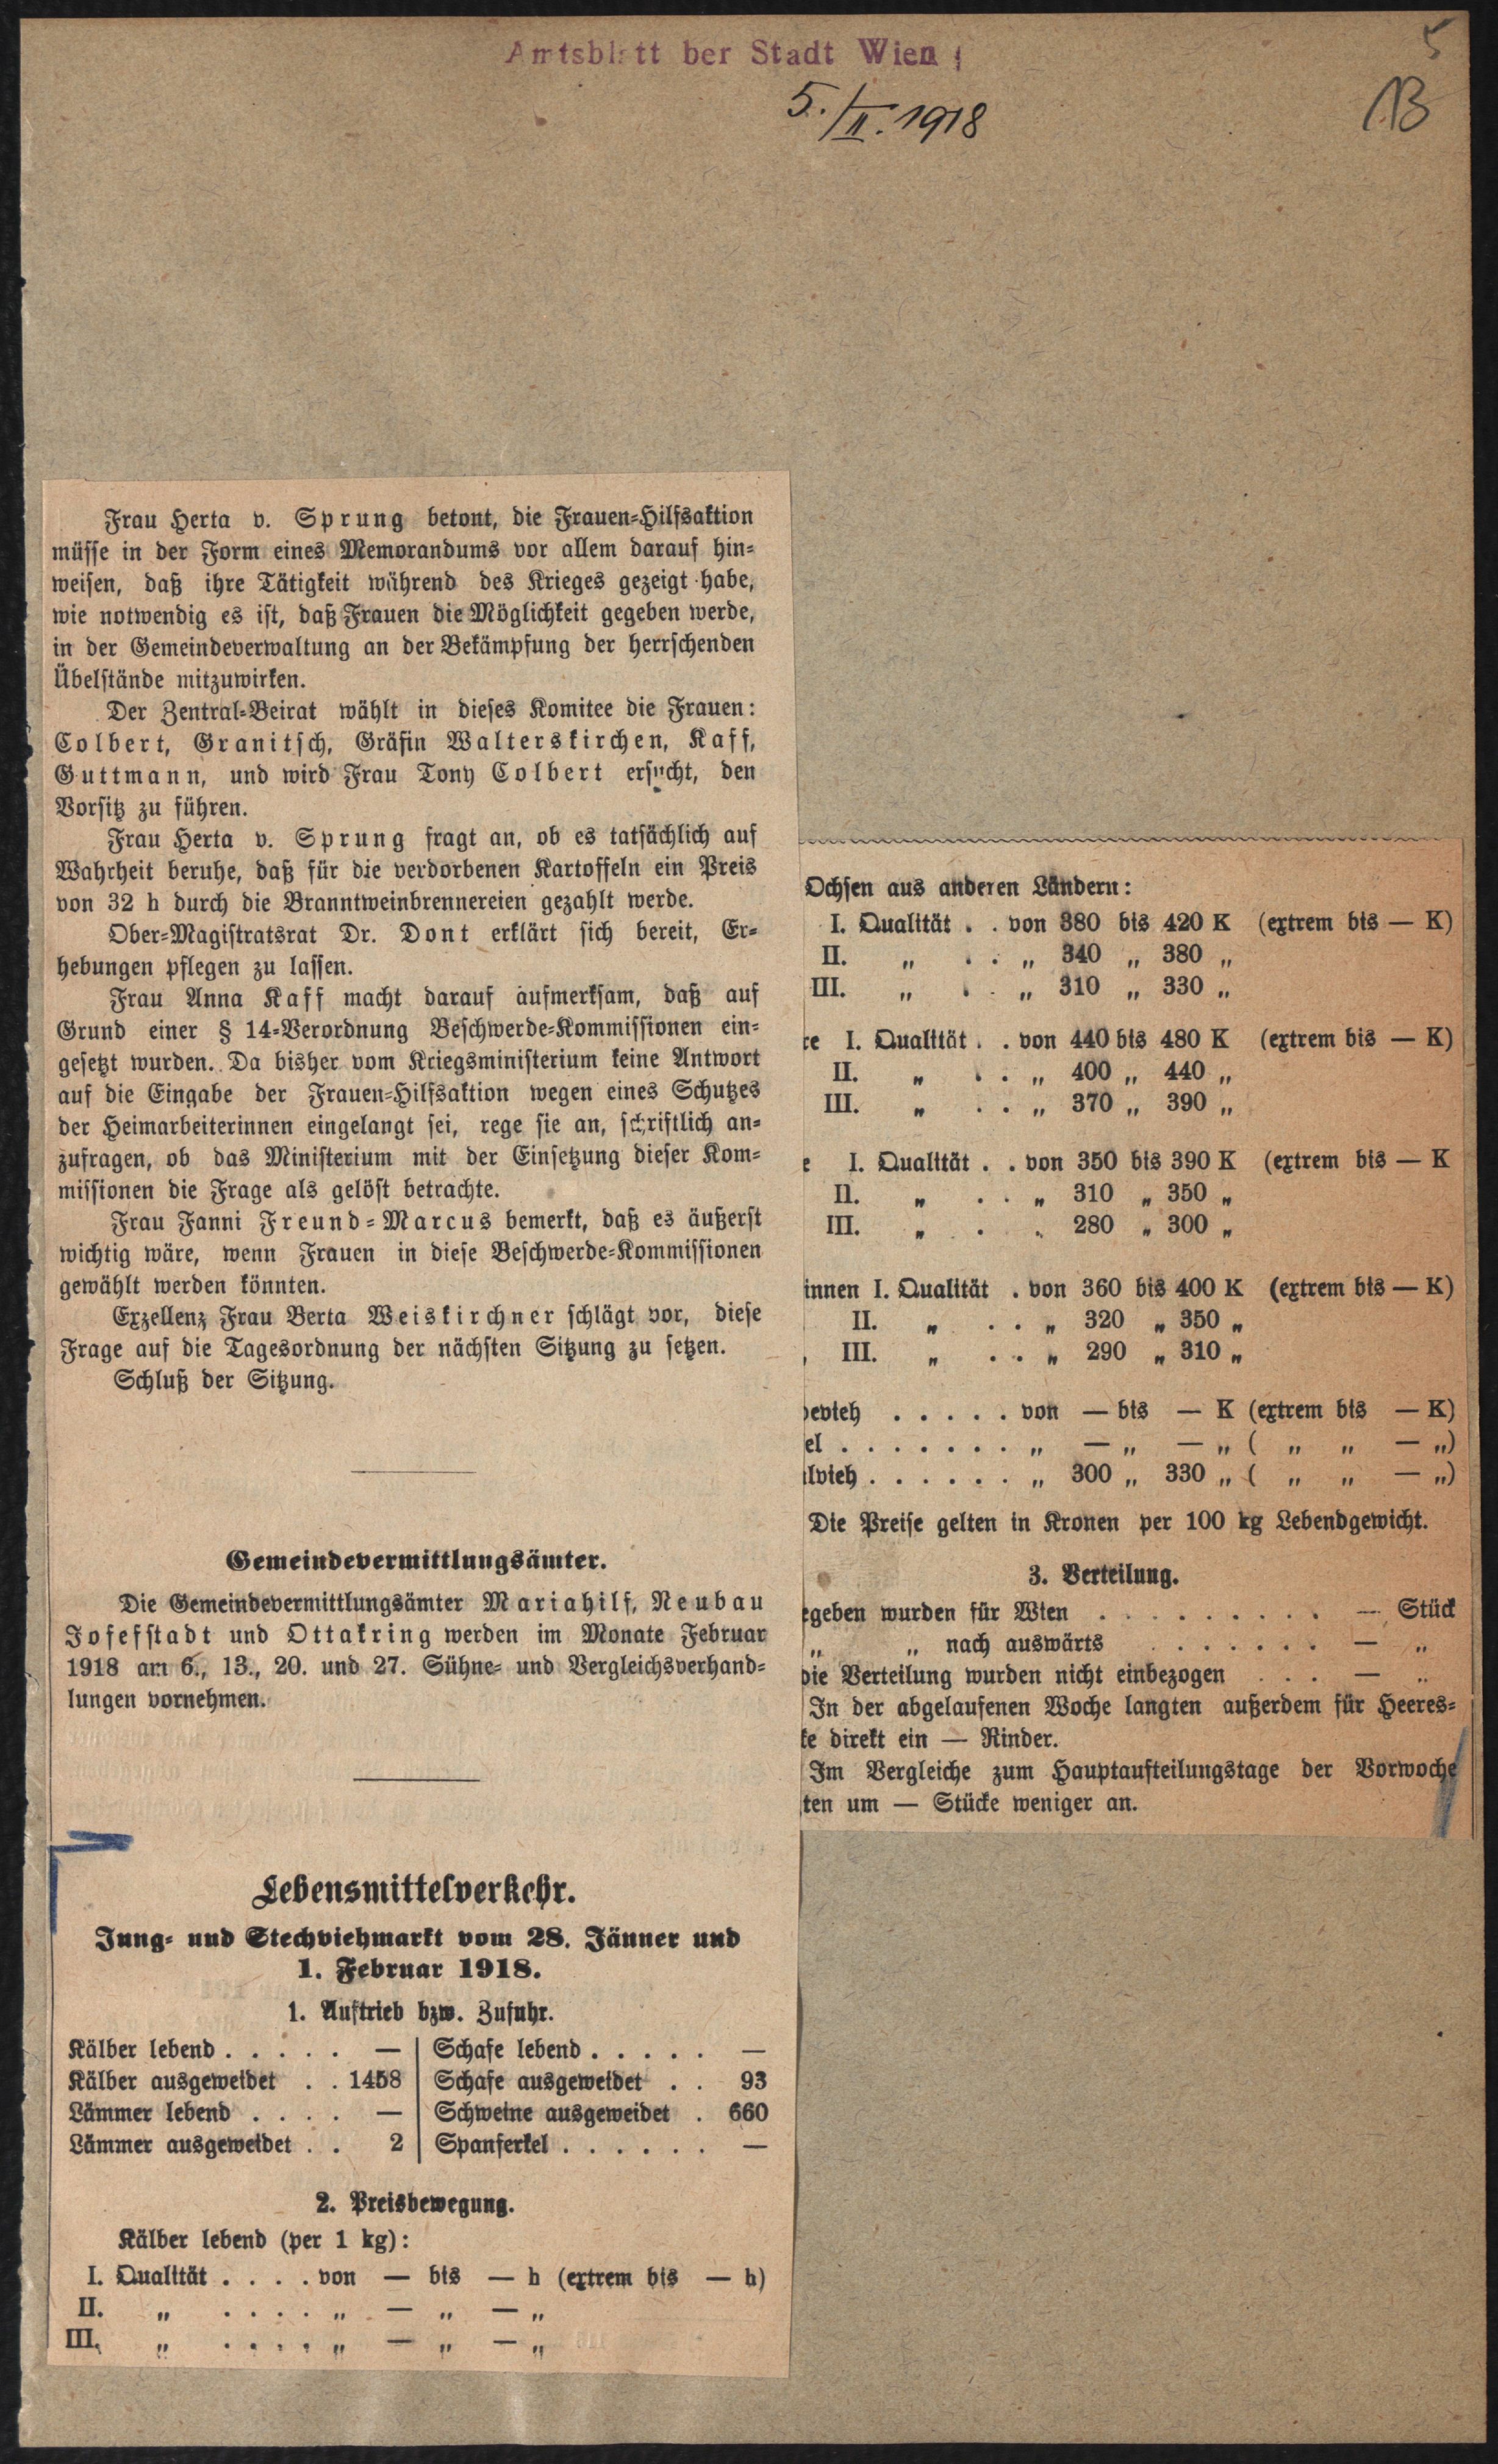 Amtsblatt der Stadt Wien
5
5./II. 1918
13
Frau Herta v. Sprung betont, die Frauen-Hilfsaktion
müsse in der Form eines Memorandums vor allem darauf hin-
weisen, daß ihre Tätigkeit während des Krieges gezeigt habe,
wie notwendig es ist, daß Frauen die Möglichkeit gegeben werde,
in der Gemeindeverwaltung an der Bekämpfung der herrschenden
Übelstände mitzuwirken.
Der Zentral-Beirat wählt in dieses Komitee die Frauen:
Colbert, Granitsch, Gräfin Walterskirchen, Kaff,
Guttmann, und wird Frau Tony Colbert ersucht, den
Vorsitz zu führen.
Frau Herta v. Sprung fragt an, ob es tatsächlich auf
Wahrheit beruhe, daß für die verdorbenen Kartoffeln ein Preis
von 32 h durch die Branntweinbrennereien gezahlt werde.
Ober-Magistratsrat Dr. Dont erklärt sich bereit, Er-
hebungen pflegen zu lassen.
Frau Anna Kaff macht darauf aufmerksam, daß auf
Grund einer § 14-Verordnung Beschwerde-Kommissionen ein-
gesetzt wurden. Da bisher vom Kriegsministerium keine Antwort
auf die Eingabe der Frauen-Hilfsaktion wegen eines Schutzes
der Heimarbeiterinnen eingelangt sei, rege sie an, schriftlich an-
zufragen, ob das Ministerium mit der Einsetzung dieser Kom-
missionen die Frage als gelöst betrachte.
Frau Fanni Freund-Marcus bemerkt, daß es äußerst
wichtig wäre, wenn Frauen in diese Beschwerde-Kommissionen
gewählt werden könnten.
Exzellenz Frau Berta Weiskirchner schlägt vor, diese
Frage auf die Tagesordnung der nächsten Sitzung zu setzen.
Schluß der Sitzung.
Gemeindevermittlungsämter.
Die Gemeindevermittlungsämter Mariahilf, Neubau
Josefstadt und Ottakring werden im Monate Februar
1918 am 6., 13., 20. und 27. Sühne- und Vergleichsverhand-
lungen vornehmen.
Lebensmittelverkehr.
Jung- und Stechviehmarkt vom 28. Jänner und
1. Februar 1918.
1. Auftrieb bzw. Zufuhr.
Kälber lebend . . . . . — | Schafe lebend . . . . . —
Kälber ausgeweidet . . 1458 | Schafe ausgeweidet . . 93
Lämmer lebend . . . . — | Schweine ausgeweidet . 660
Lämmer ausgeweidet . . 2 | Spanferkel . . . . . . —
2. Preisbewegung.
Kälber lebend (per 1 kg):
I. Qualität . . . . von — bis — h (extrem bis — h)
II. „ . . . . „ — „ — „
III. „ . . . . „ — „ — „
Ochsen aus anderen Ländern:
I. Qualität . . von 380 bis 420 K (extrem bis — K)
II. „ . . „ 340 „ 380 „
III. „ . . „ 310 „ 330 „
re I. Qualität . . von 440 bis 480 K (extrem bis — K)
II. „ . . „ 400 „ 440 „
III. „ . . „ 370 „ 390 „
e I. Qualität . . von 350 bis 390 K (extrem bis — K
II. „ . . „ 310 „ 350 „
III. „ . . „ 280 „ 300 „
innen I. Qualität . von 360 bis 400 K (extrem bis — K)
II. „ . . „ 320 „ 350 „
, III. „ . . „ 290 „ 310 „
evieh . . . . . von — bis — K (extrem bis — K)
el . . . . . . . „ — „ — „ ( „ „ — „)
lvieh . . . . . . „ 300 „ 330 „ ( „ „ — „)
Die Preise gelten in Kronen per 100 kg Lebendgewicht.
3. Verteilung.
egeben wurden für Wien . . . . . . . . . . — Stück
„ „ nach auswärts . . . . . . . — „
die Verteilung wurden nicht einbezogen . . . — „
In der abgelaufenen Woche langten außerdem für Heeres-
ke direkt ein — Rinder.
Im Vergleiche zum Hauptaufteilungstage der Vorwoche
ten um — Stücke weniger an.